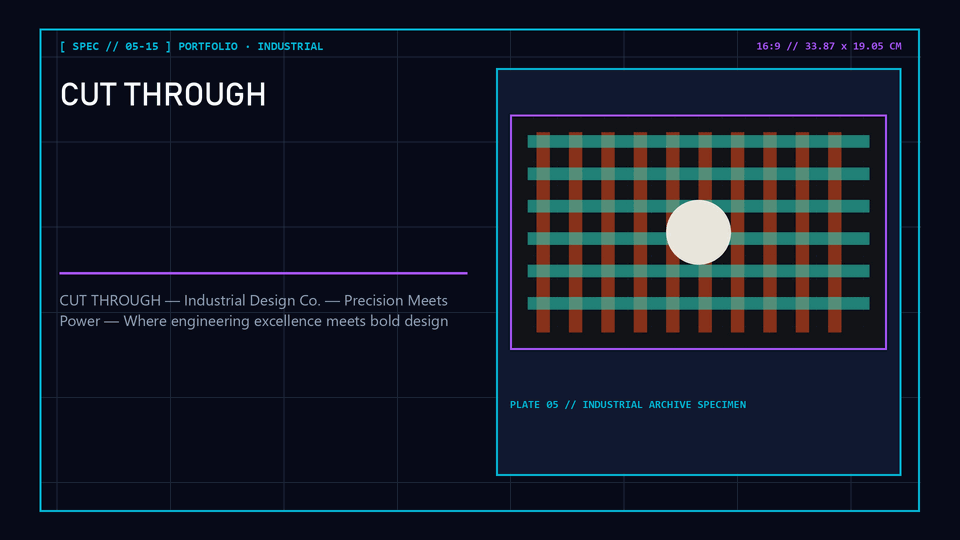 [ SPEC // 05-15 ] PORTFOLIO · INDUSTRIAL
16:9 // 33.87 x 19.05 CM
CUT THROUGH
CUT THROUGH — Industrial Design Co. — Precision Meets
Power — Where engineering excellence meets bold design
PLATE 05 // INDUSTRIAL ARCHIVE SPECIMEN